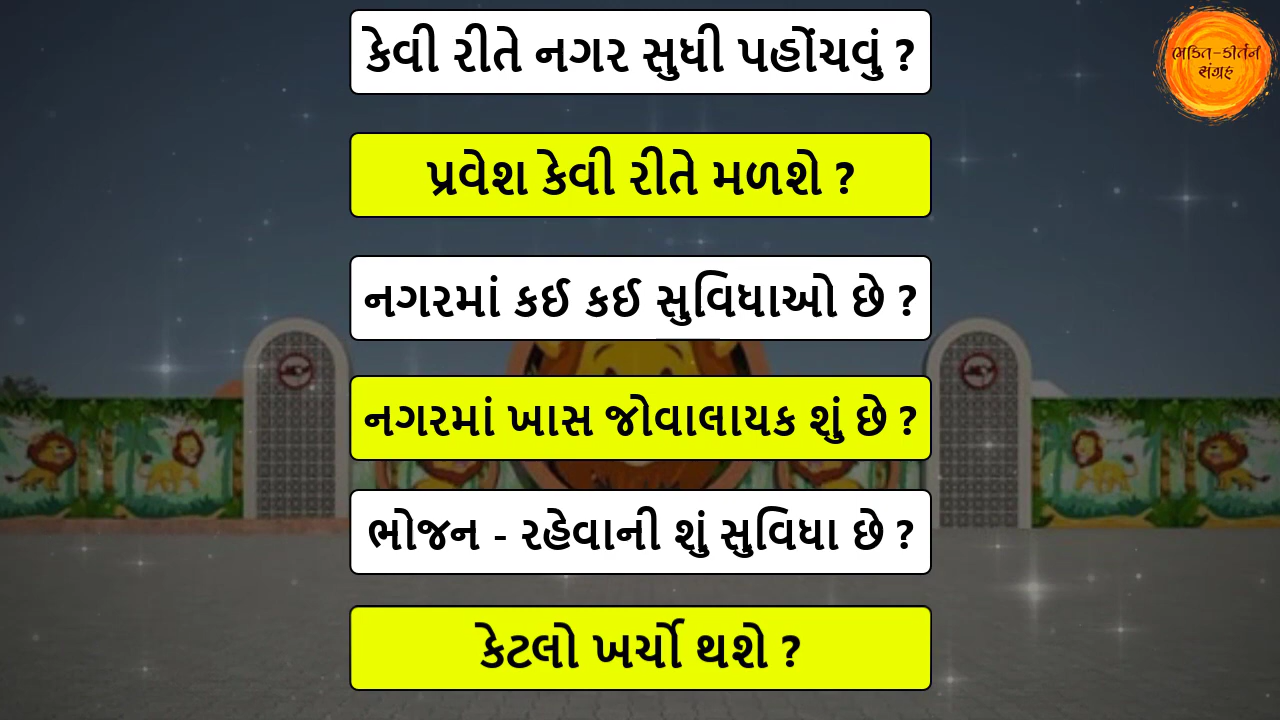 કેવી રીતે નગર સુધી પહોંચવું ?
ભક્તિ-કીર્તન
સંગ્રહ
પ્રવેશ કેવી રીતે મળશે ?
નગરમાં કઈ કઈ સુવિધાઓ છે ?
નગરમાં ખાસ જોવાલાયક શું છે ?
ભોજન - રહેવાની શું સુવિધા છે ?
કેટલો ખર્ચો થશે ?